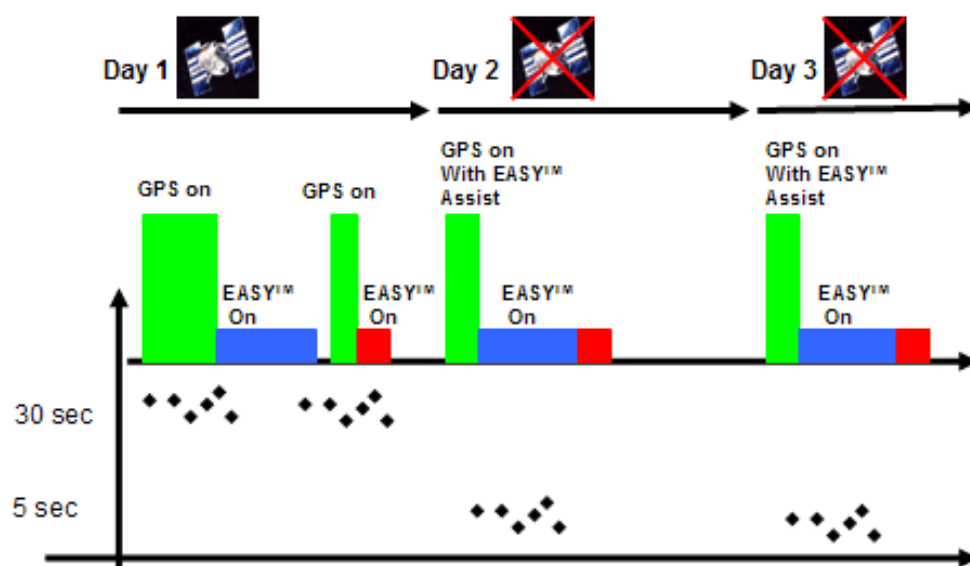 Day 1
Day 2
Day 3
GPS on
GPS on
GPS on
With EASY™
Assist
GPS on
With EASY™
Assist
EASY™
On
EASY™
On
EASY™
On
EASY™
On
30 sec
5 sec